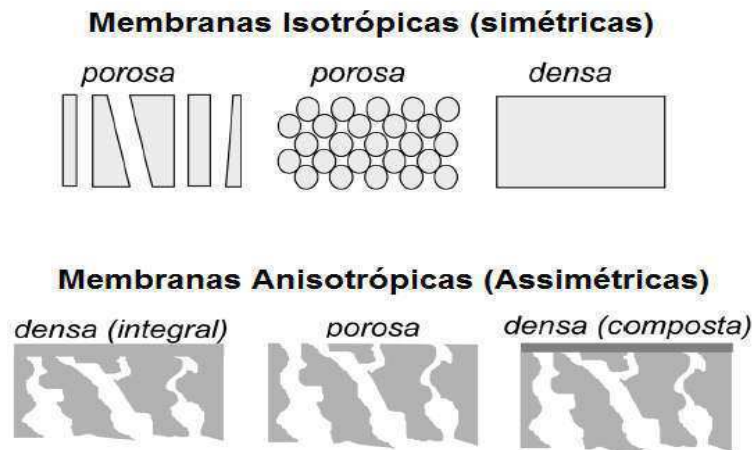 Membranas Isotrópicas (simétricas)
porosa porosa densa
Membranas Anisotrópicas (Assimétricas)
densa (integral) porosa densa (composta)